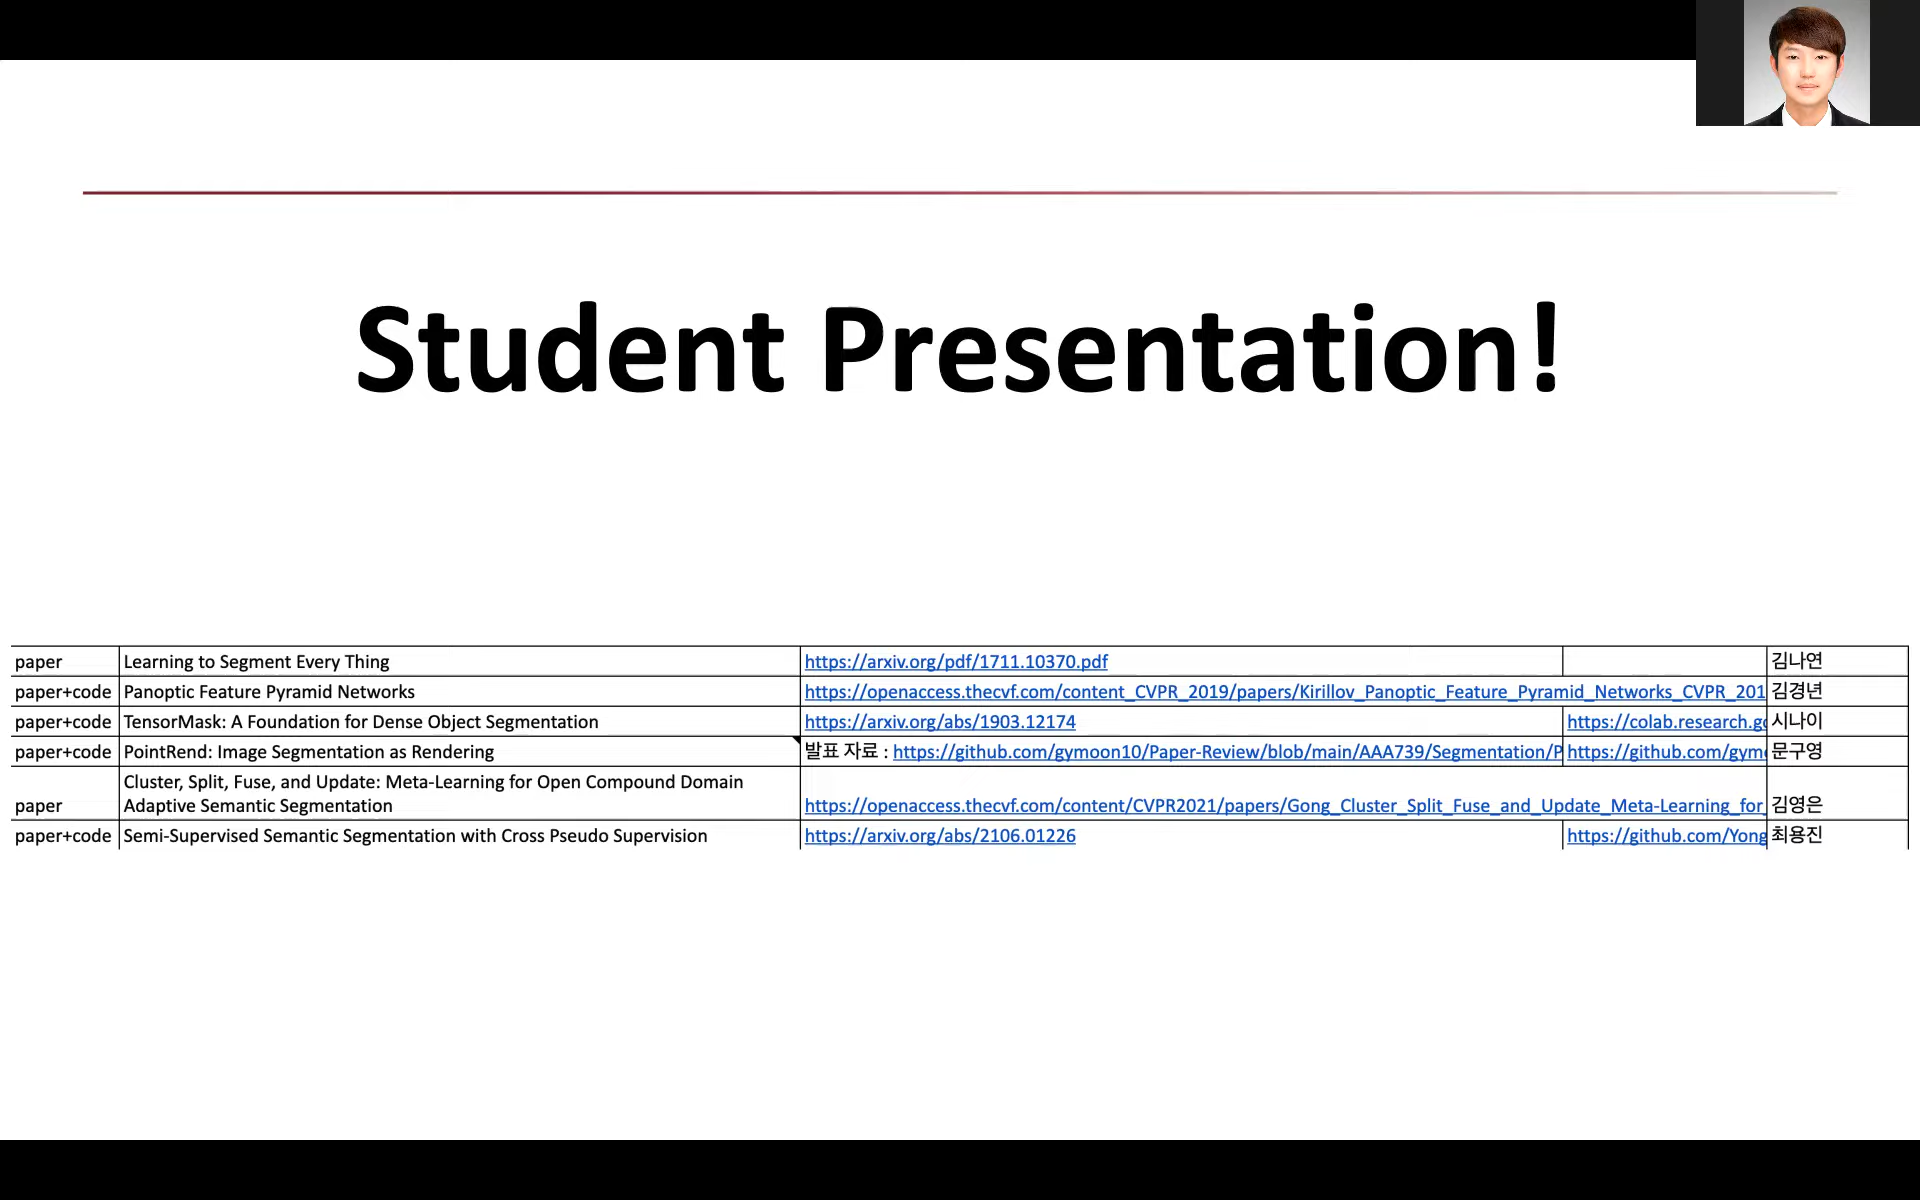 Student Presentation!
paper Learning to Segment Every Thing https://arxiv.org/pdf/1711.10370.pdf 김나연
paper+code Panoptic Feature Pyramid Networks https://openaccess.thecvf.com/content_CVPR_2019/papers/Kirillov_Panoptic_Feature_Pyramid_Networks_CVPR_201 김경년
paper+code TensorMask: A Foundation for Dense Object Segmentation https://arxiv.org/abs/1903.12174 https://colab.research.go 시나이
paper+code PointRend: Image Segmentation as Rendering 발표 자료 : https://github.com/gymoon10/Paper-Review/blob/main/AAA739/Segmentation/P https://github.com/gymo 문구영
Cluster, Split, Fuse, and Update: Meta-Learning for Open Compound Domain
paper Adaptive Semantic Segmentation https://openaccess.thecvf.com/content/CVPR2021/papers/Gong_Cluster_Split_Fuse_and_Update_Meta-Learning_for_ 김영은
paper+code Semi-Supervised Semantic Segmentation with Cross Pseudo Supervision https://arxiv.org/abs/2106.01226 https://github.com/Yong 최용진